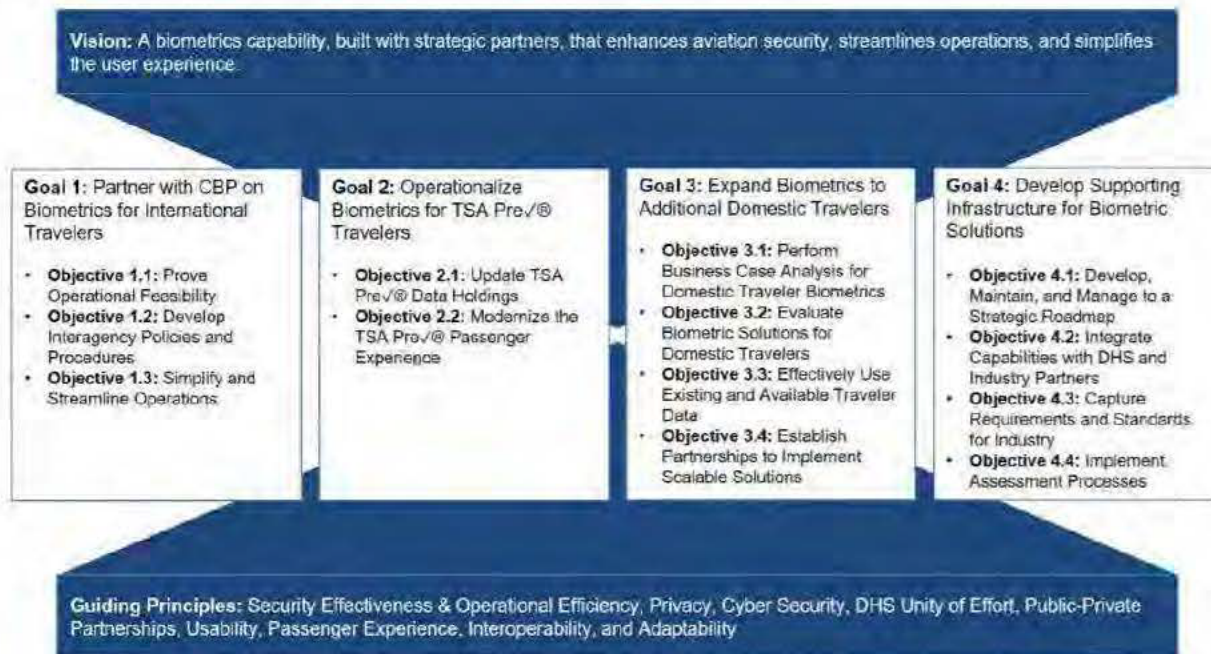 Vision: A biometrics capability, built with strategic partners, that enhances aviation security, streamlines operations, and simplifies
the user experience.
Goal 1: Partner with CBP on
Biometrics for International
Travelers
• Objective 1.1: Prove
Operational Feasibility
• Objective 1.2: Develop
Interagency Policies and
Procedures
• Objective 1.3: Simplify and
Streamline Operations
Goal 2: Operationalize
Biometrics for TSA Pre✓®
Travelers
• Objective 2.1: Update TSA
Pre✓® Data Holdings
• Objective 2.2: Modernize the
TSA Pre✓® Passenger
Experience
Goal 3: Expand Biometrics to
Additional Domestic Travelers
• Objective 3.1: Perform
Business Case Analysis for
Domestic Traveler Biometrics
• Objective 3.2: Evaluate
Biometric Solutions for
Domestic Travelers
• Objective 3.3: Effectively Use
Existing and Available Traveler
Data
• Objective 3.4: Establish
Partnerships to Implement
Scalable Solutions
Goal 4: Develop Supporting
Infrastructure for Biometric
Solutions
• Objective 4.1: Develop,
Maintain, and Manage to a
Strategic Roadmap
• Objective 4.2: Integrate
Capabilities with DHS and
Industry Partners
• Objective 4.3: Capture
Requirements and Standards
for Industry
• Objective 4.4: Implement
Assessment Processes
Guiding Principles: Security Effectiveness & Operational Efficiency, Privacy, Cyber Security, DHS Unity of Effort, Public-Private
Partnerships, Usability, Passenger Experience, Interoperability, and Adaptability